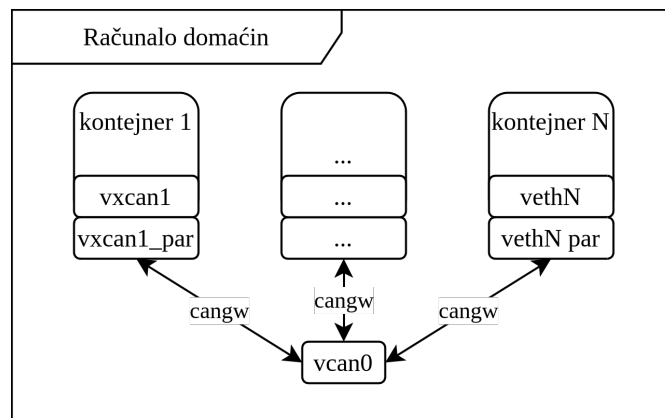 Računalo domaćin
kontejner 1
kontejner N
...
vxcan1
...
vethN
vxcan1_par
...
vethN par
cangw
cangw
cangw
vcan0